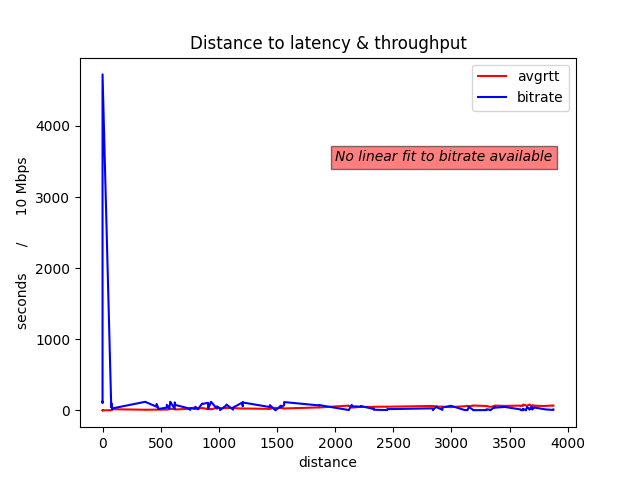 Distance to latency & throughput
avgrtt
bitrate
No linear fit to bitrate available
seconds / 10 Mbps
4000
3000
2000
1000
0
0 500 1000 1500 2000 2500 3000 3500 4000
distance